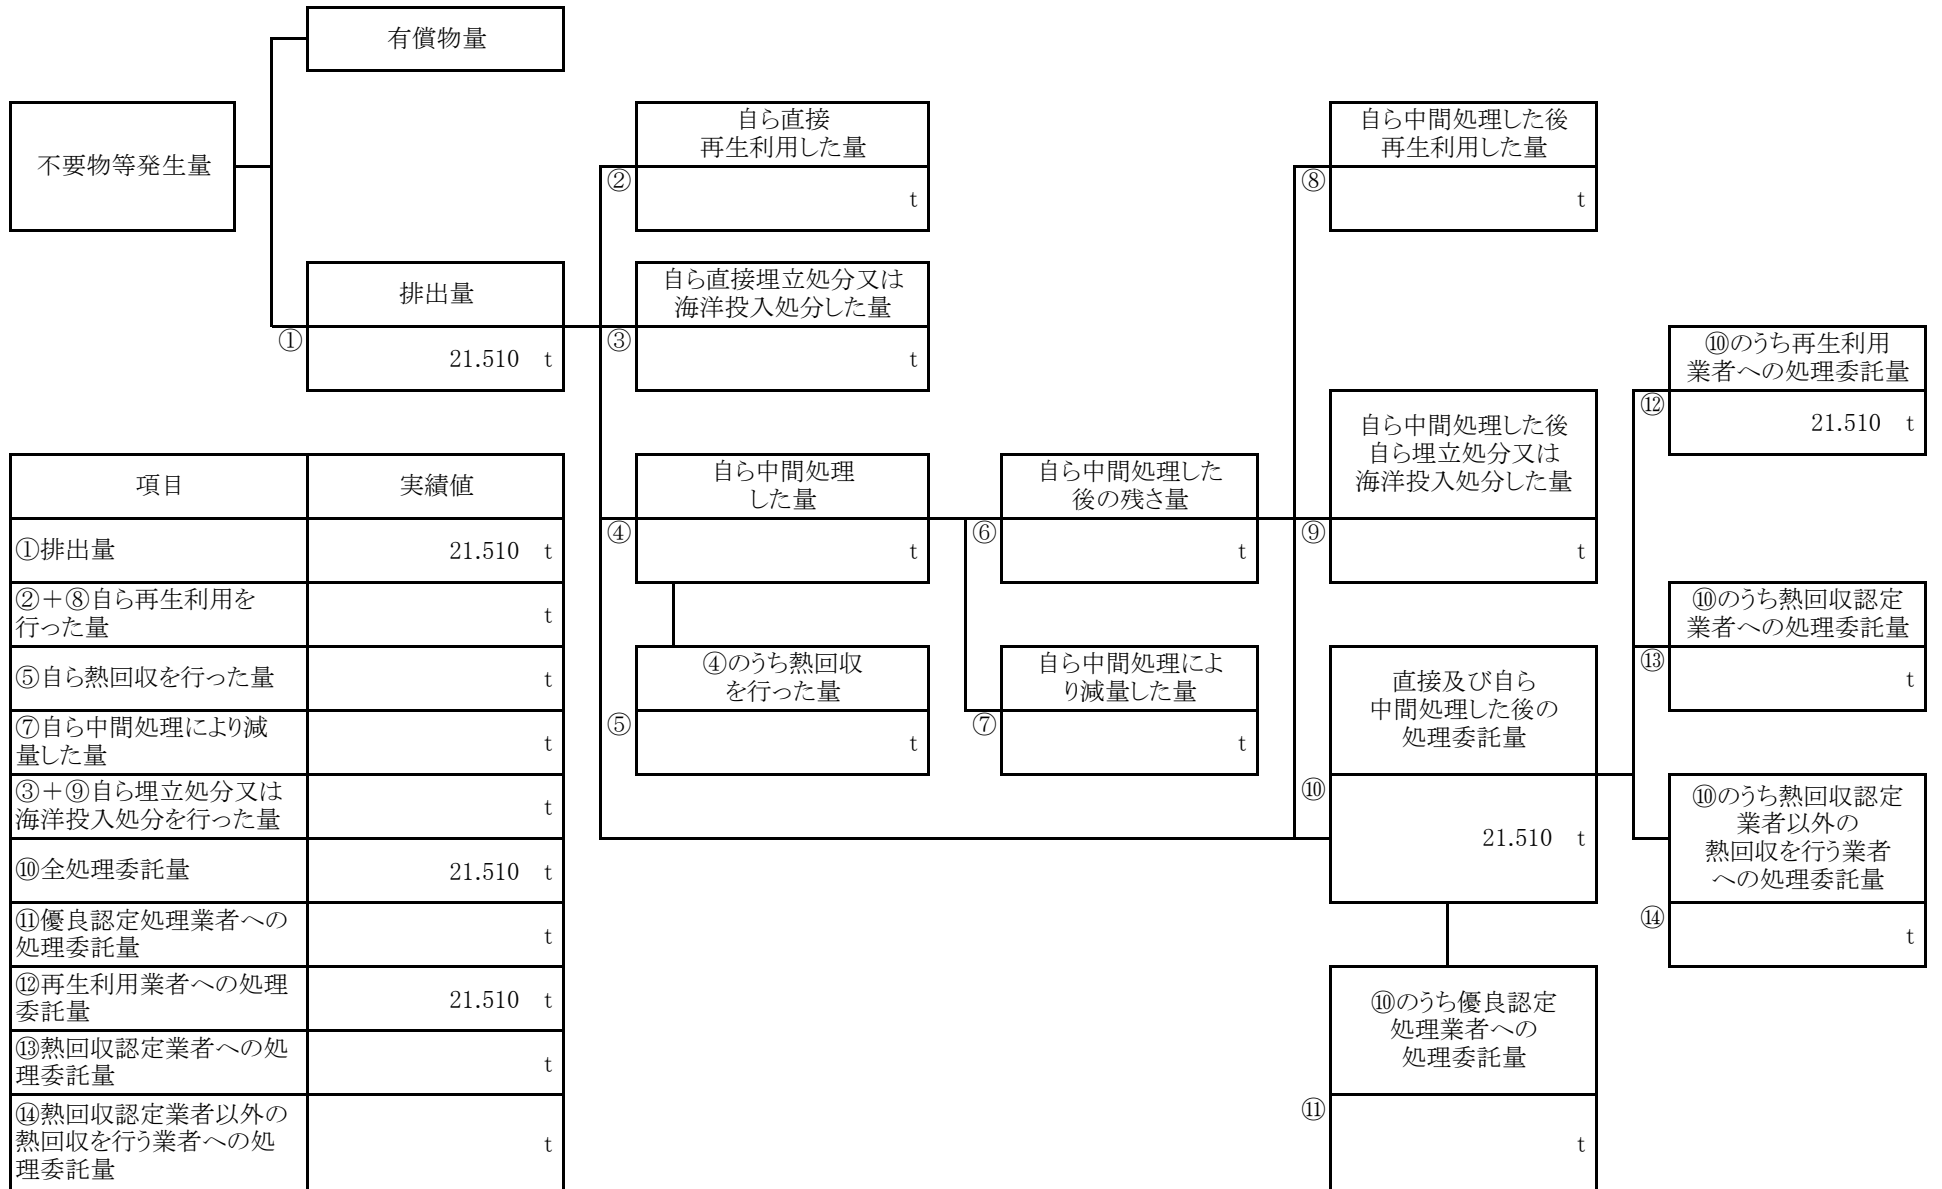 有償物量
不要物等発生量
排出量
①
21.510 t
自ら直接
再生利用した量
②
t
自ら直接埋立処分又は
海洋投入処分した量
③
t
自ら中間処理
した量
④
t
④のうち熱回収
を行った量
⑤
t
自ら中間処理した
後の残さ量
⑥
t
自ら中間処理によ
り減量した量
⑦
t
自ら中間処理した後
再生利用した量
⑧
t
自ら中間処理した後
自ら埋立処分又は
海洋投入処分した量
⑨
t
直接及び自ら
中間処理した後の
処理委託量
⑩
21.510 t
⑩のうち優良認定
処理業者への
処理委託量
⑪
t
⑩のうち再生利用
業者への処理委託量
⑫
21.510 t
⑩のうち熱回収認定
業者への処理委託量
⑬
t
⑩のうち熱回収認定
業者以外の
熱回収を行う業者
への処理委託量
⑭
t
項目 実績値
①排出量 21.510 t
②＋⑧自ら再生利用を
行った量 t
⑤自ら熱回収を行った量 t
⑦自ら中間処理により減
量した量 t
③＋⑨自ら埋立処分又は
海洋投入処分を行った量 t
⑩全処理委託量 21.510 t
⑪優良認定処理業者への
処理委託量 t
⑫再生利用業者への処理
委託量 21.510 t
⑬熱回収認定業者への処
理委託量 t
⑭熱回収認定業者以外の
熱回収を行う業者への処
理委託量 t